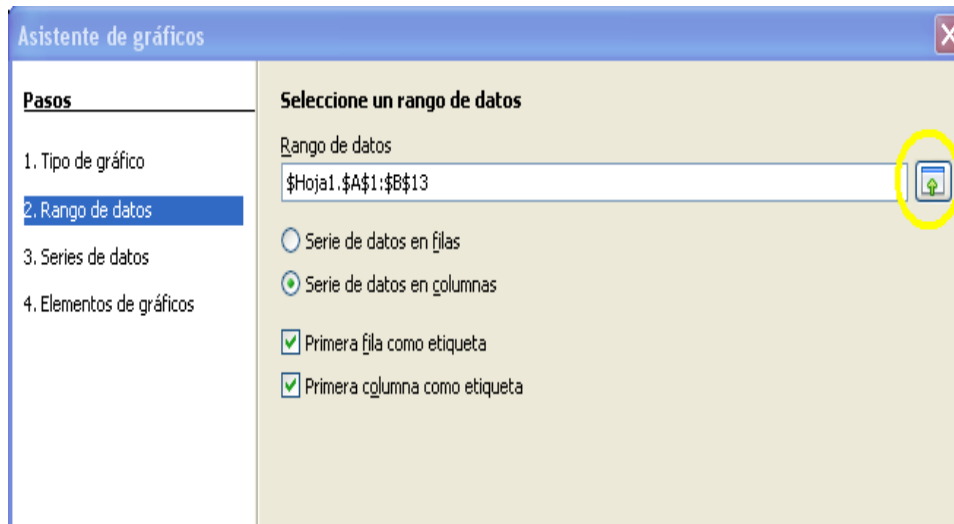 Asistente de gráficos
Pasos
1. Tipo de gráfico
2. Rango de datos
3. Series de datos
4. Elementos de gráficos
Seleccione un rango de datos
Rango de datos
$Hoja1.$A$1:$B$13
Serie de datos en filas
Serie de datos en columnas
Primera fila como etiqueta
Primera columna como etiqueta